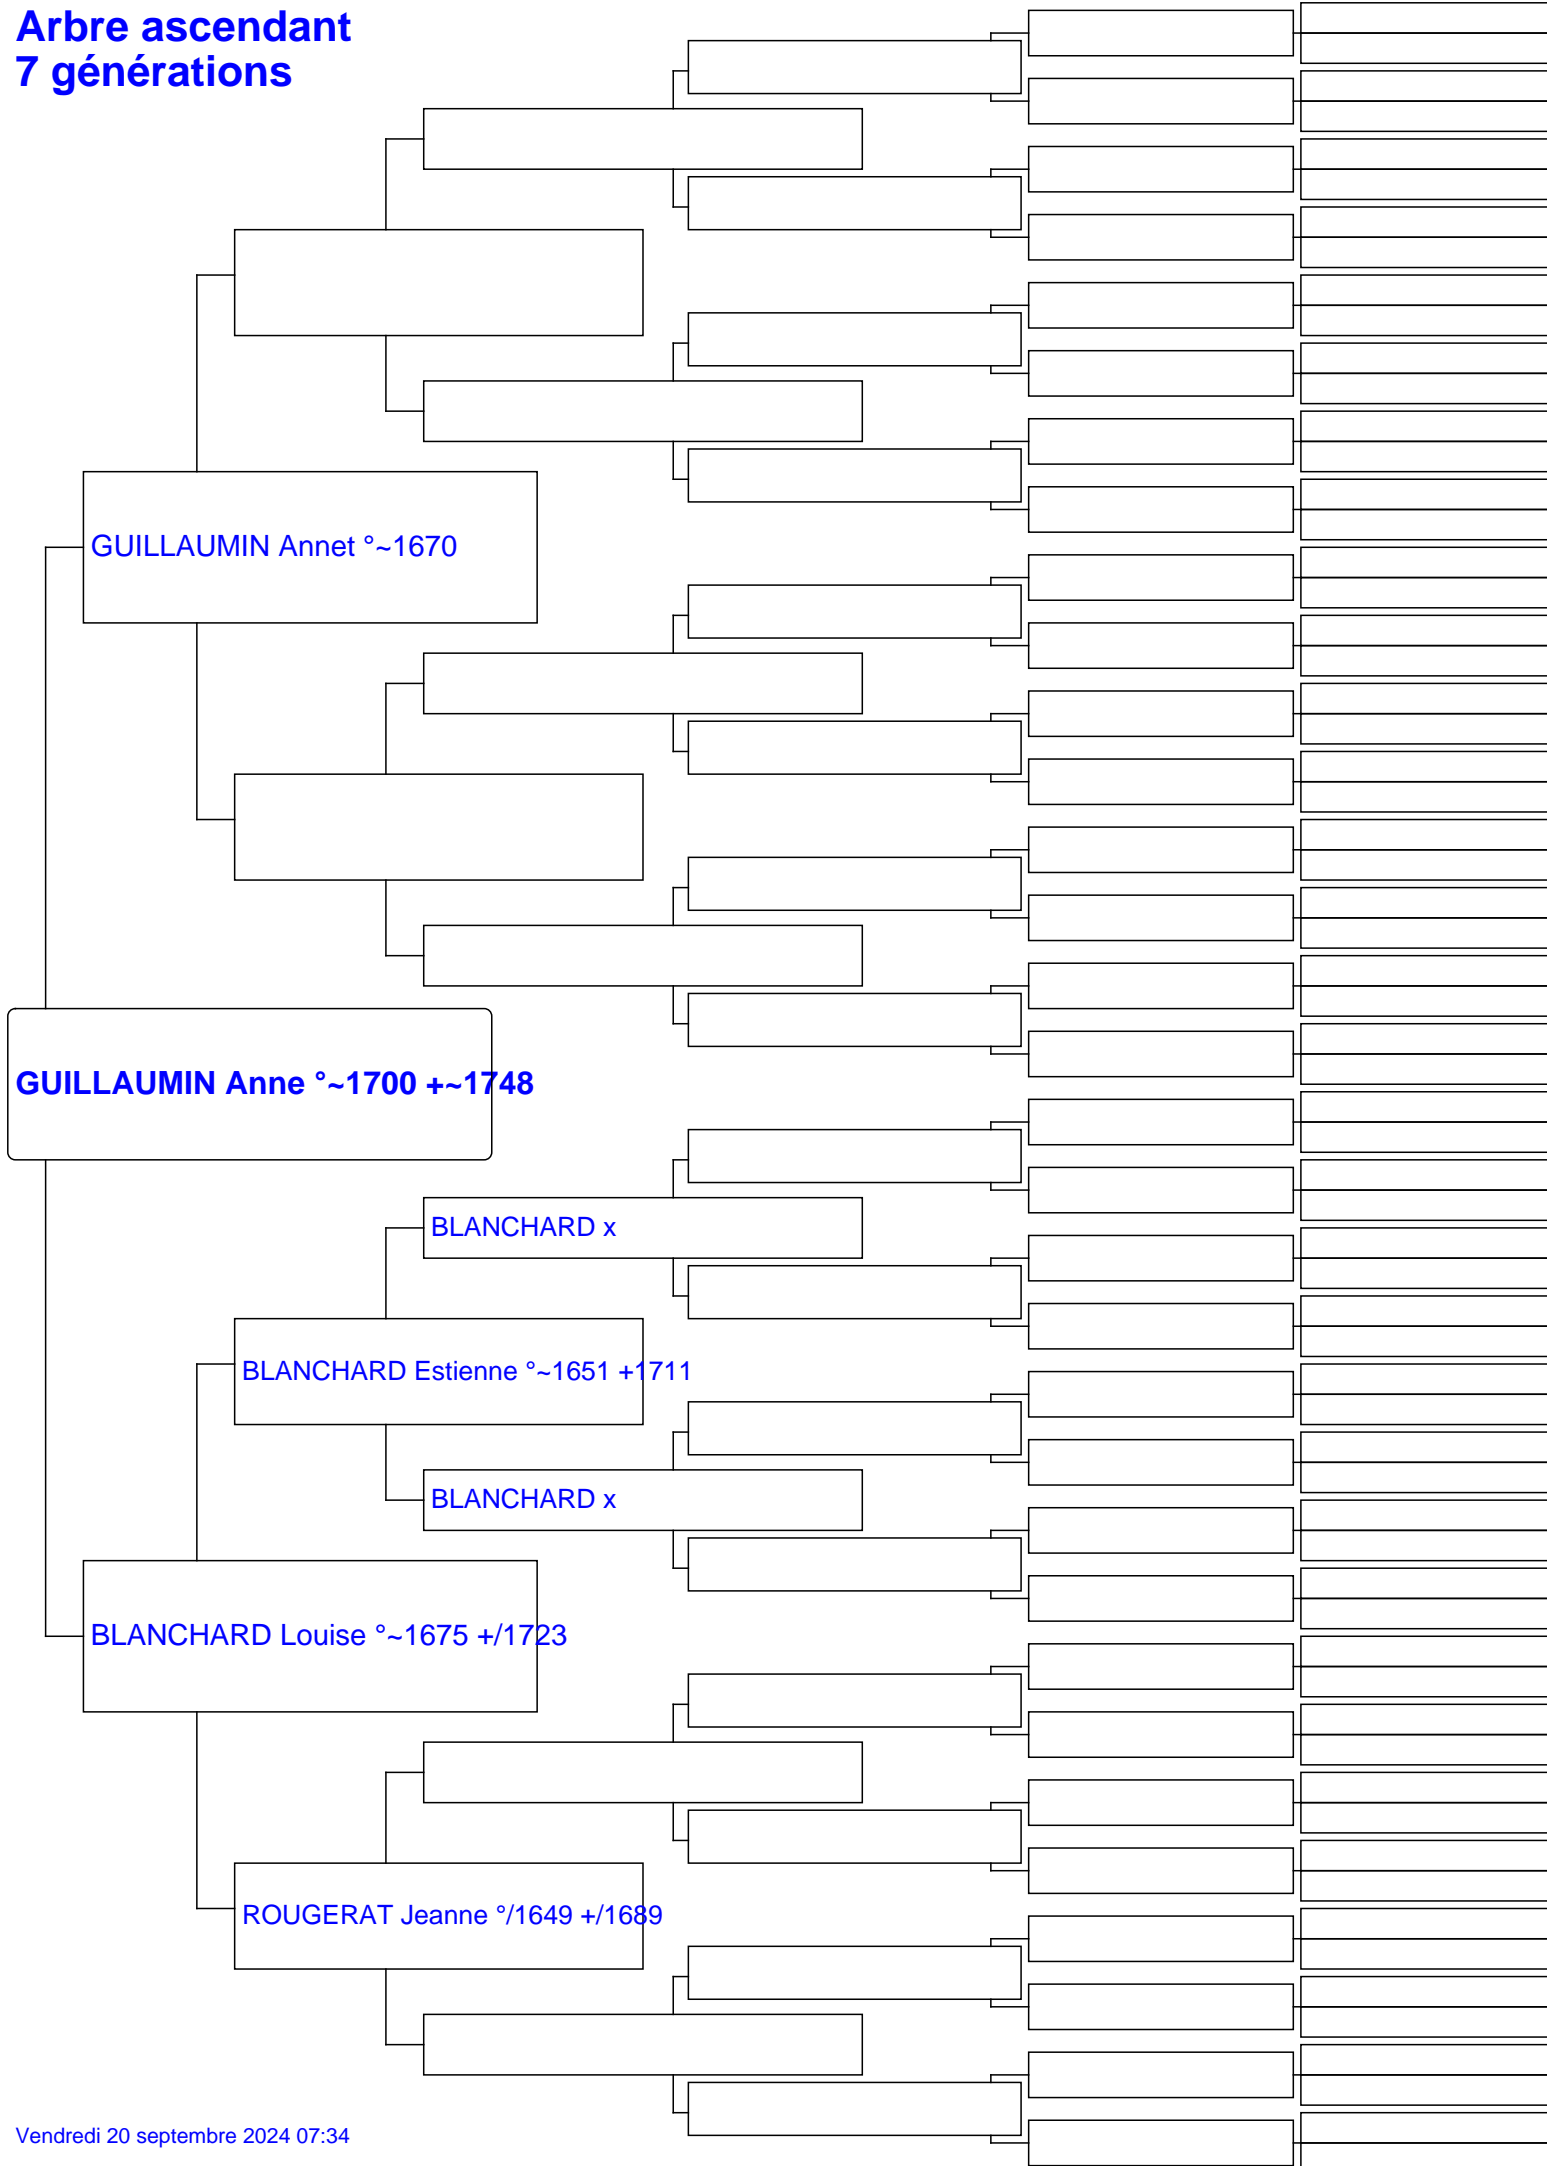 Arbre ascendant
7 générations
GUILLAUMIN Annet °~1670
GUILLAUMIN Anne °~1700 +~1748
BLANCHARD x
BLANCHARD Estienne °~1651 +1711
BLANCHARD x
BLANCHARD Louise °~1675 +/1723
ROUGERAT Jeanne °/1649 +/1689
Vendredi 20 septembre 2024 07:34